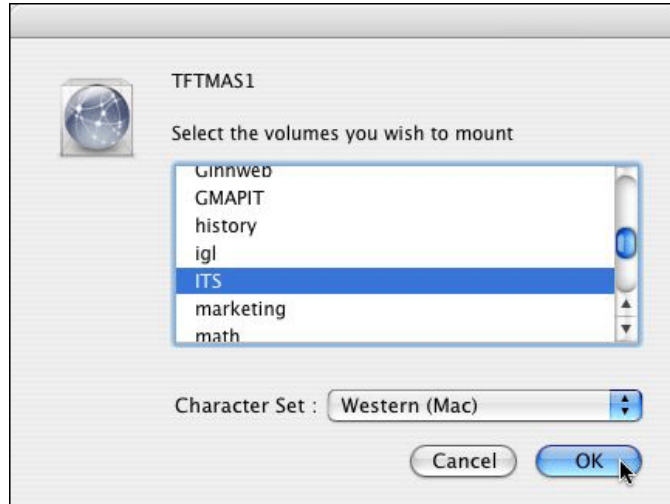 TFTMAS1
Select the volumes you wish to mount
Ginnweb
GMAPIT
history
igl
ITS
marketing
math
Character Set : Western (Mac)
Cancel OK